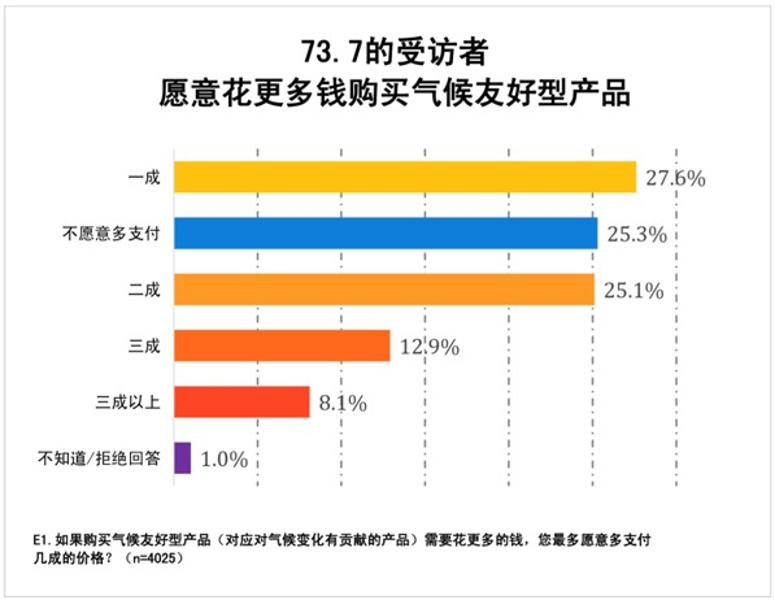 73.7的受访者
愿意花更多钱购买气候友好型产品
一成
27.6%
不愿意多支付
25.3%
二成
25.1%
三成
12.9%
三成以上
8.1%
不知道/拒绝回答
1.0%
E1.如果购买气候友好型产品（对应对气候变化有贡献的产品）需要花更多的钱，您最多愿意多支付
几成的价格？（n=4025）